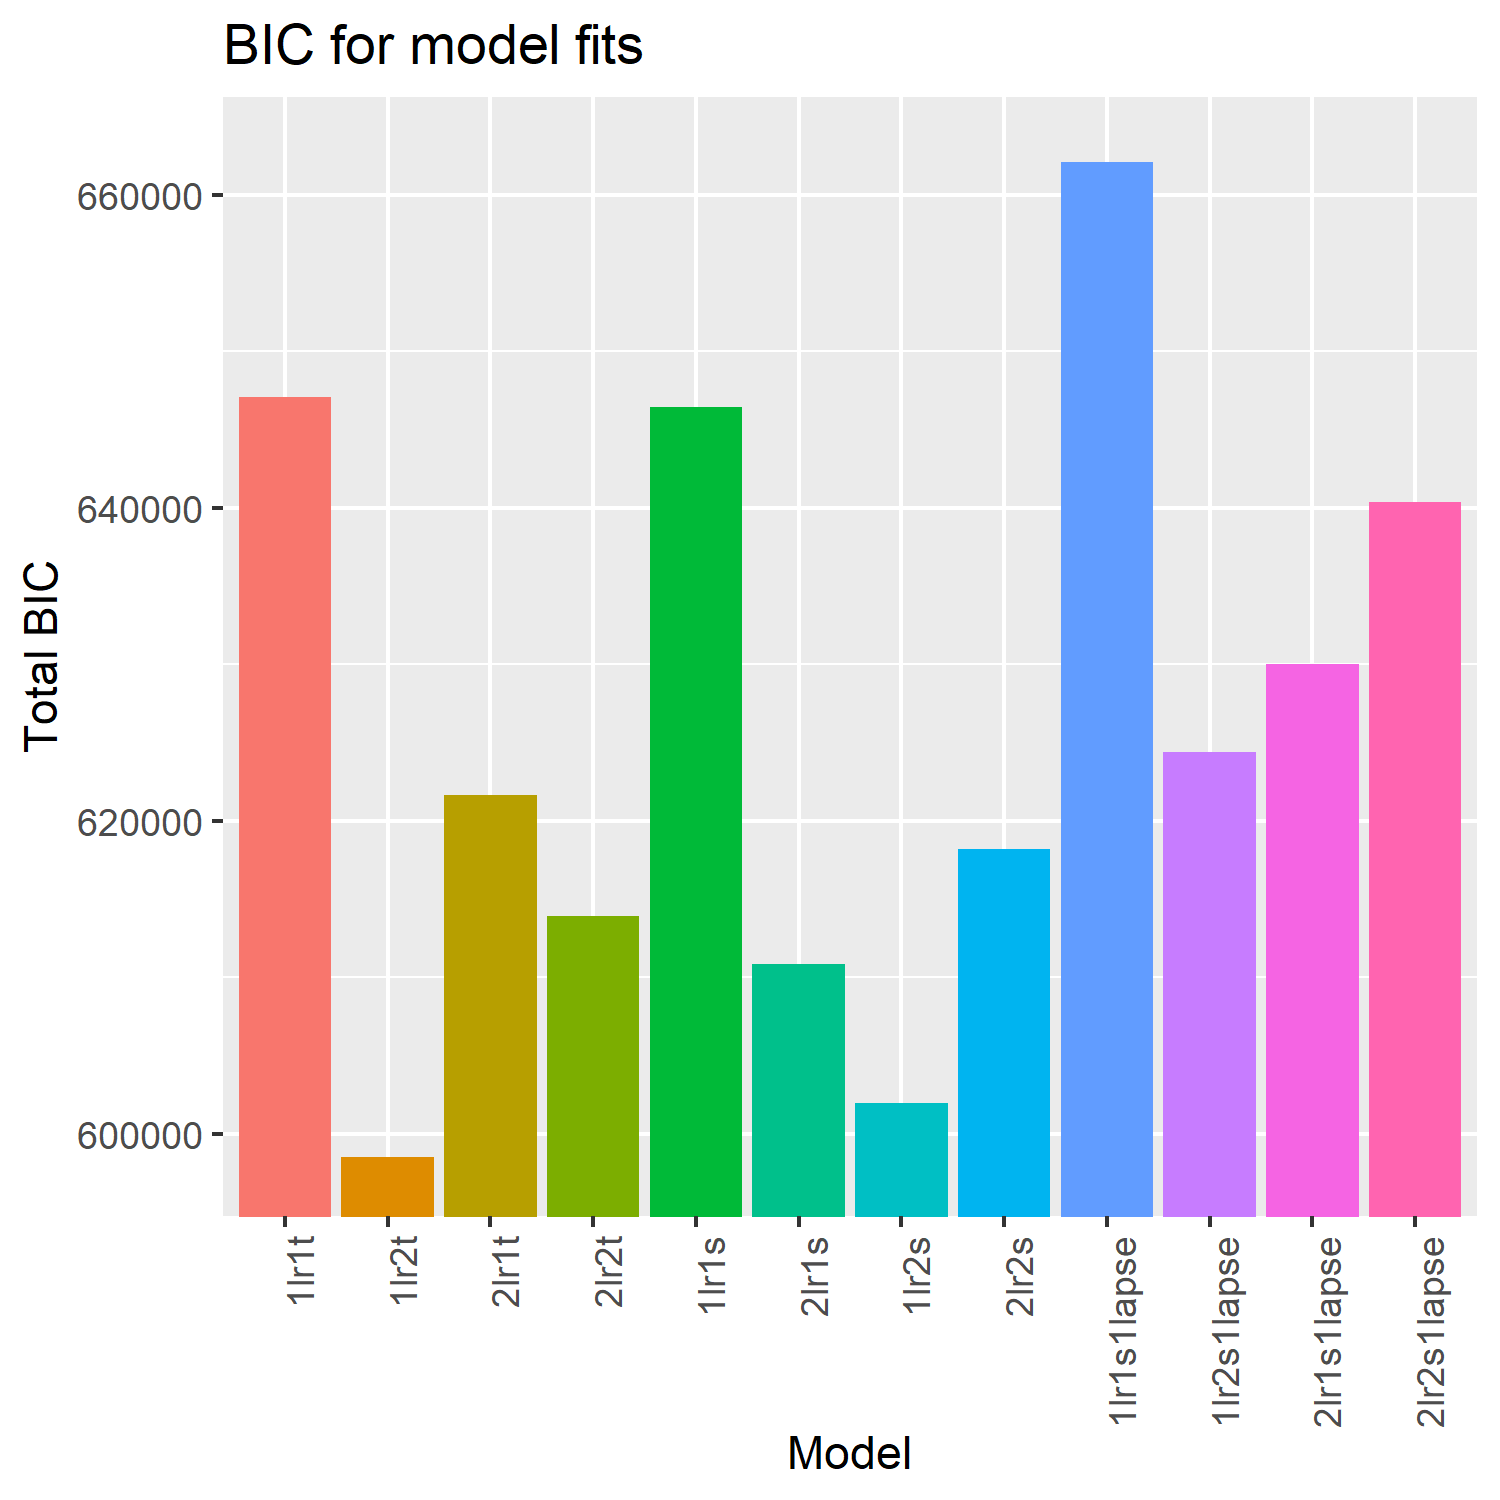 BIC for model fits
Total BIC
660000
640000
620000
600000
1lr1t
1lr2t
2lr1t
2lr2t
1lr1s
2lr1s
1lr2s
2lr2s
1lr1s1lapse
1lr2s1lapse
2lr1s1lapse
2lr2s1lapse
Model